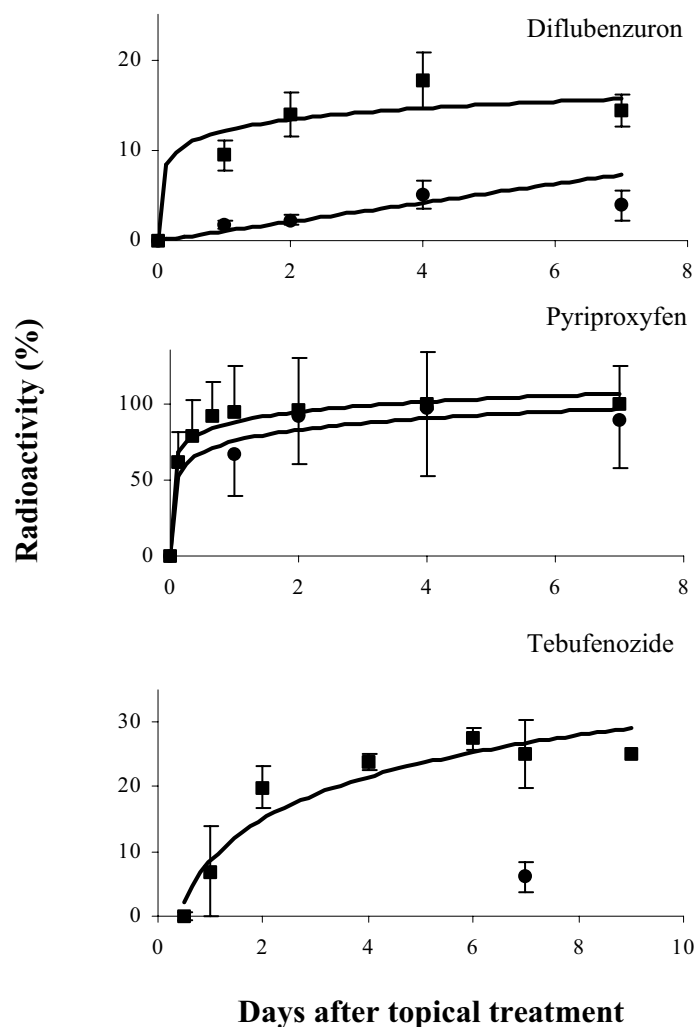 Diflubenzuron
20
10
0
0 2 4 6 8
Pyriproxyfen
100
50
0
0 2 4 6 8
Radioactivity (%)
Tebufenozide
30
20
10
0
0 2 4 6 8 10
Days after topical treatment